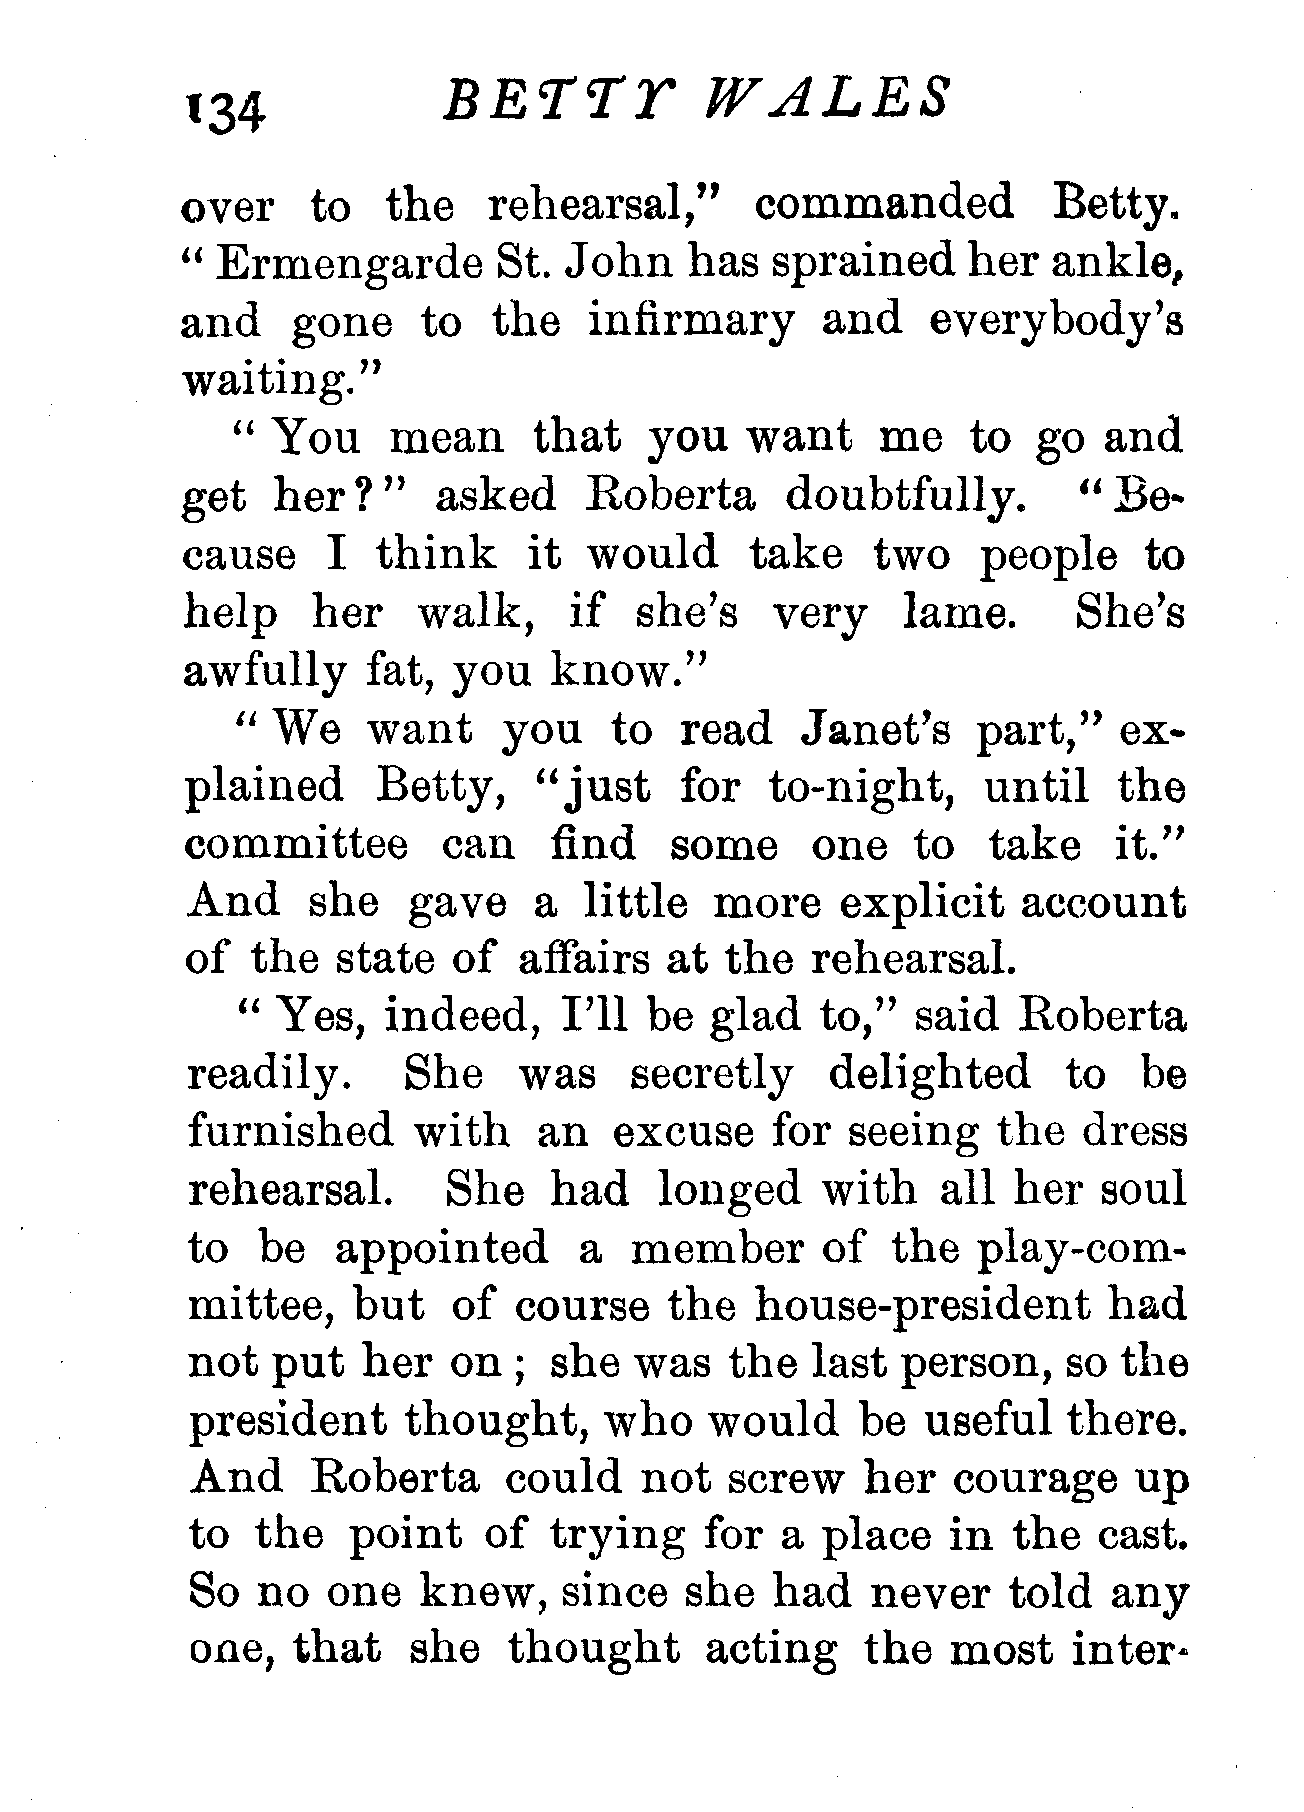 134 BETTY WALES
over to the rehearsal,” commanded Betty.
“ Ermengarde St. John has sprained her ankle,
and gone to the infirmary and everybody’s
waiting.”
“ You mean that you want me to go and
get her ? ” asked Roberta doubtfully. “ Be-
cause I think it would take two people to
help her walk, if she’s very lame. She’s
awfully fat, you know.”
“ We want you to read Janet’s part,” ex-
plained Betty, “just for to-night, until the
committee can find some one to take it.”
And she gave a little more explicit account
of the state of affairs at the rehearsal.
“ Yes, indeed, I’ll be glad to,” said Roberta
readily. She was secretly delighted to be
furnished with an excuse for seeing the dress
rehearsal. She had longed with all her soul
to be appointed a member of the play-com-
mittee, but of course the house-president had
not put her on ; she was the last person, so the
president thought, who would be useful there.
And Roberta could not screw her courage up
to the point of trying for a place in the cast.
So no one knew, since she had never told any
one, that she thought acting the most inter-